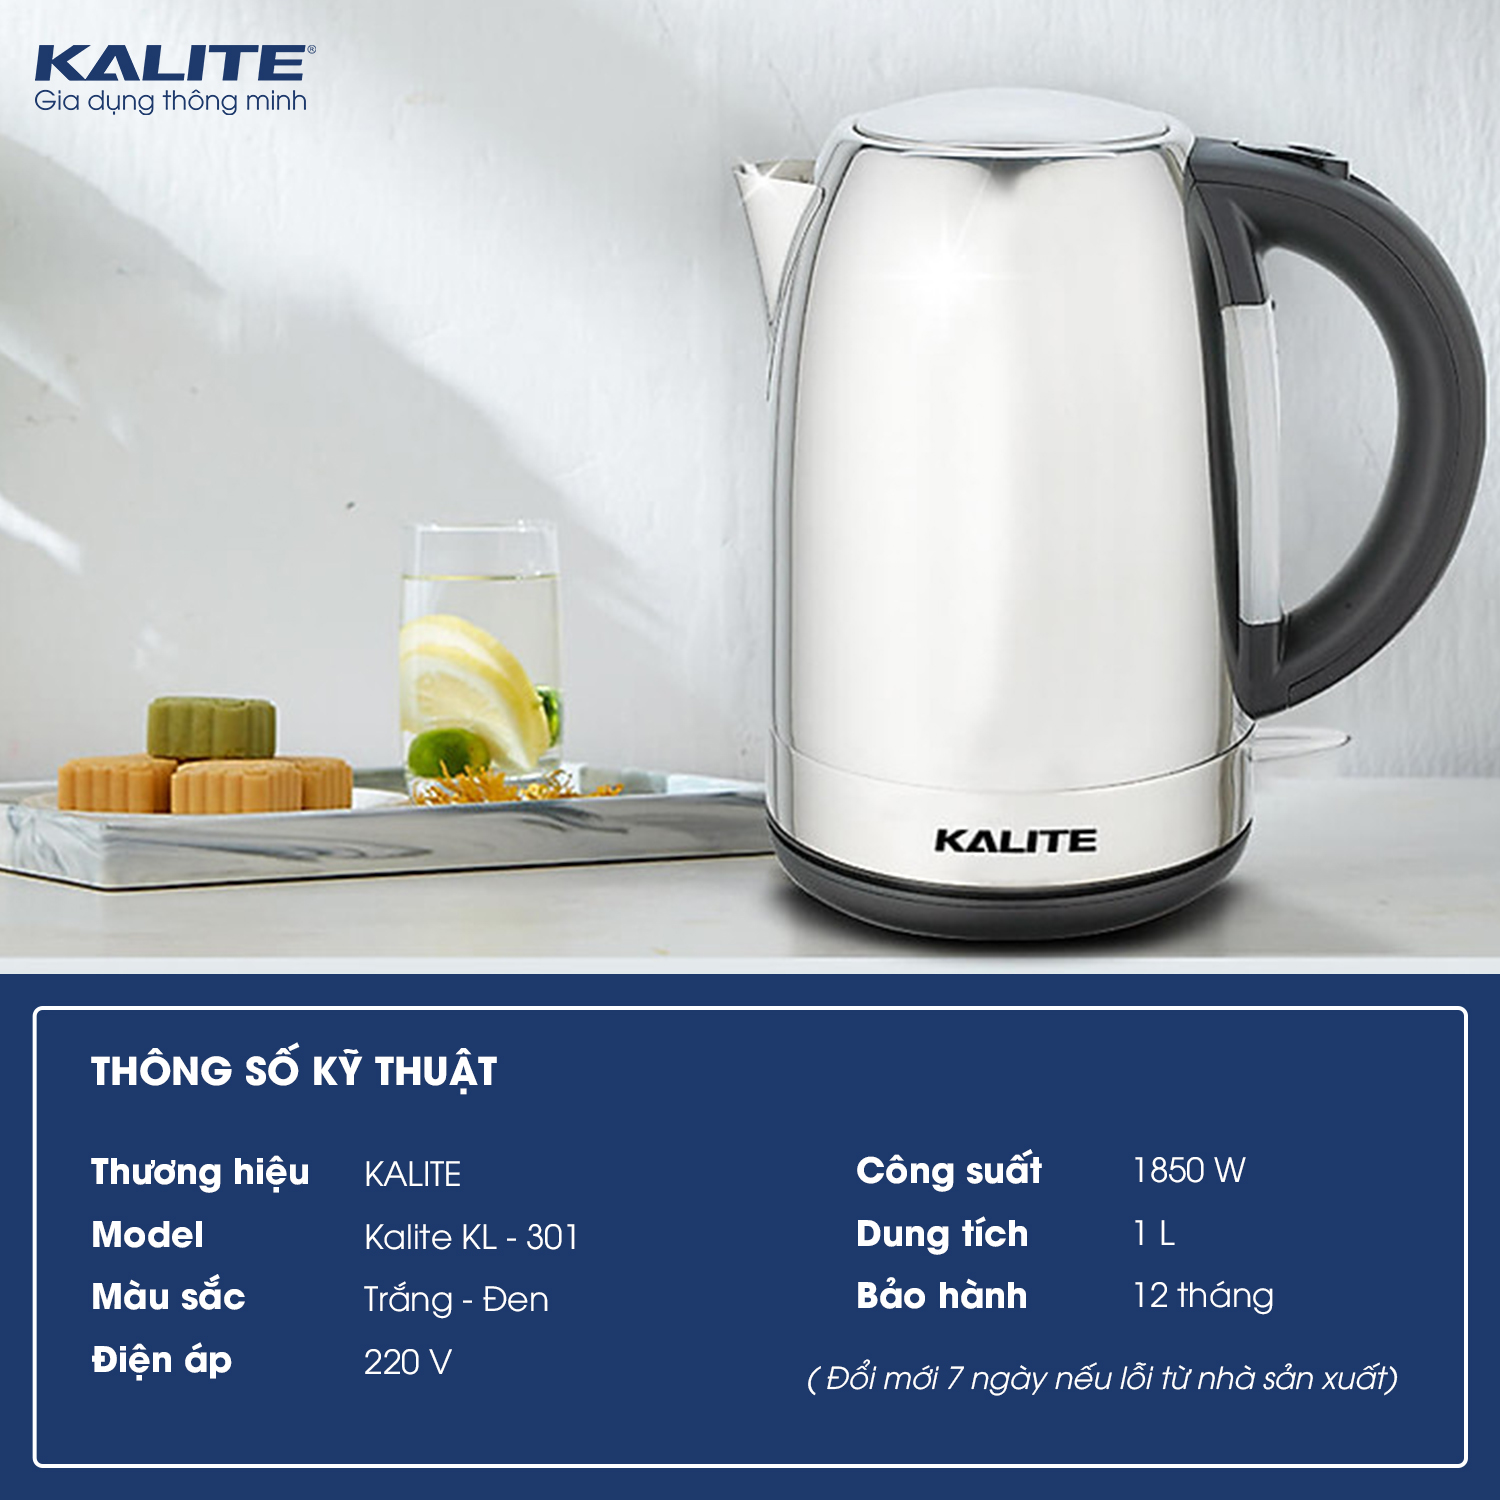 KALITE®
Gia dụng thông minh
KALITE
THÔNG SỐ KỸ THUẬT
Thương hiệu KALITE
Model Kalite KL - 301
Màu sắc Trắng - Đen
Điện áp 220 V
Công suất 1850 W
Dung tích 1 L
Bảo hành 12 tháng
( Đổi mới 7 ngày nếu lỗi từ nhà sản xuất)